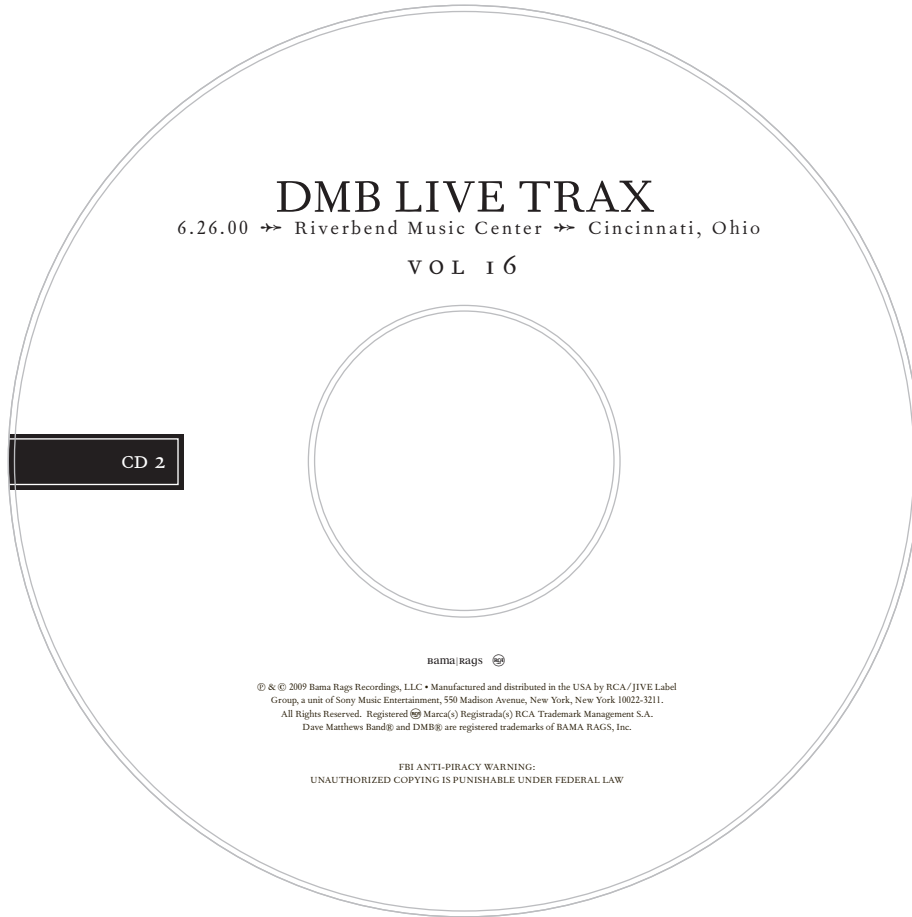 DMB LIVE TRAX
6.26.00 ➳ Riverbend Music Center ➳ Cincinnati, Ohio
VOL 16
CD 2
Bama|Rags RCA
℗ & © 2009 Bama Rags Recordings, LLC • Manufactured and distributed in the USA by RCA/JIVE Label
Group, a unit of Sony Music Entertainment, 550 Madison Avenue, New York, New York 10022-3211.
All Rights Reserved. Registered RCA Marca(s) Registrada(s) RCA Trademark Management S.A.
Dave Matthews Band® and DMB® are registered trademarks of BAMA RAGS, Inc.
FBI ANTI-PIRACY WARNING:
UNAUTHORIZED COPYING IS PUNISHABLE UNDER FEDERAL LAW